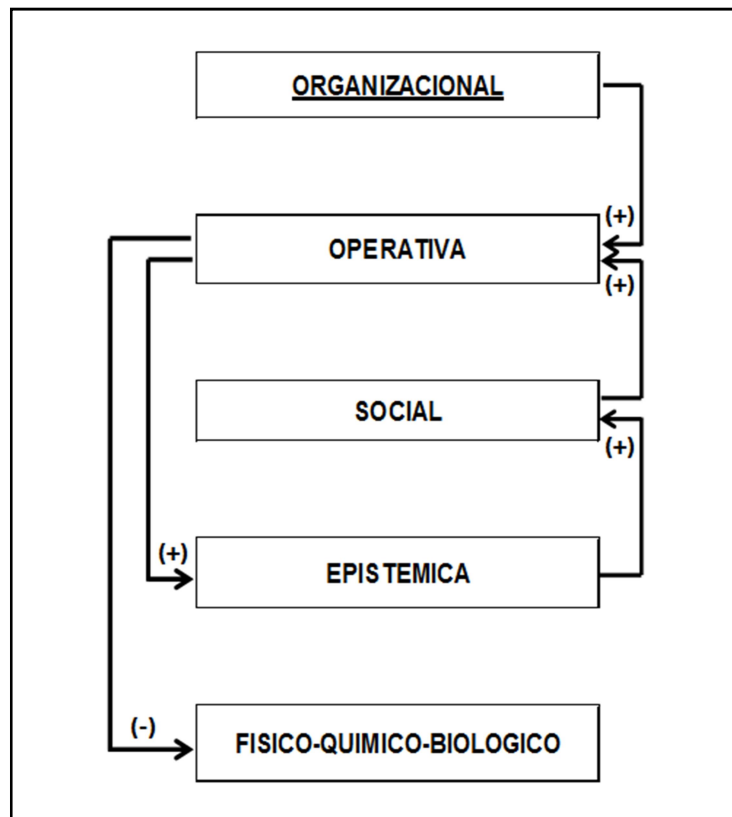 ORGANIZACIONAL
(+)
OPERATIVA
(+)
SOCIAL
(+)
(+)
EPISTEMICA
(-)
FISICO-QUIMICO-BIOLOGICO